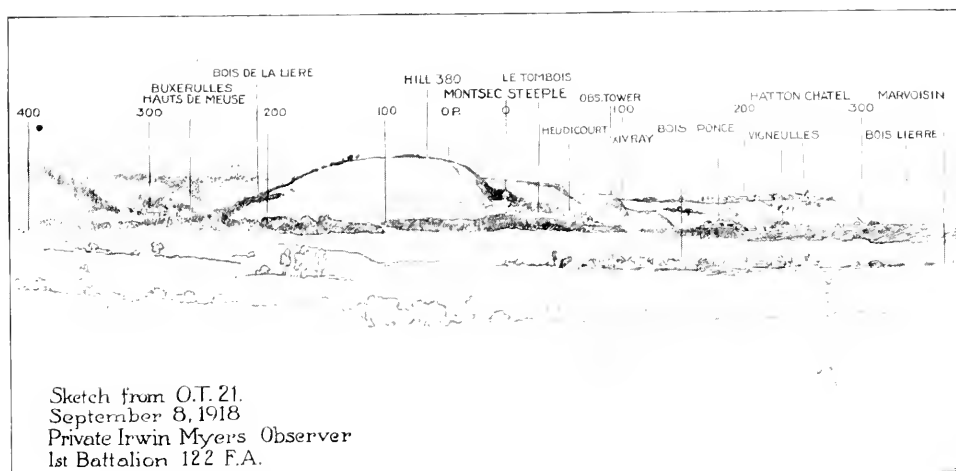 BOIS DE LA LIERE
HILL 380 LE TOMBOIS
BUXERULLES MONTSEC STEEPLE OBS. TOWER HATTON CHATEL MARVOISIN
HAUTS DE MEUSE
400 300 200 100 O.P. 0 100 200 300
HEUDICOURT XIVRAY BOIS PONCE VIGNEULLES BOIS LIERRE
Sketch from O.T. 21.
September 8, 1918
Private Irwin Myers Observer
1st Battalion 122 F.A.